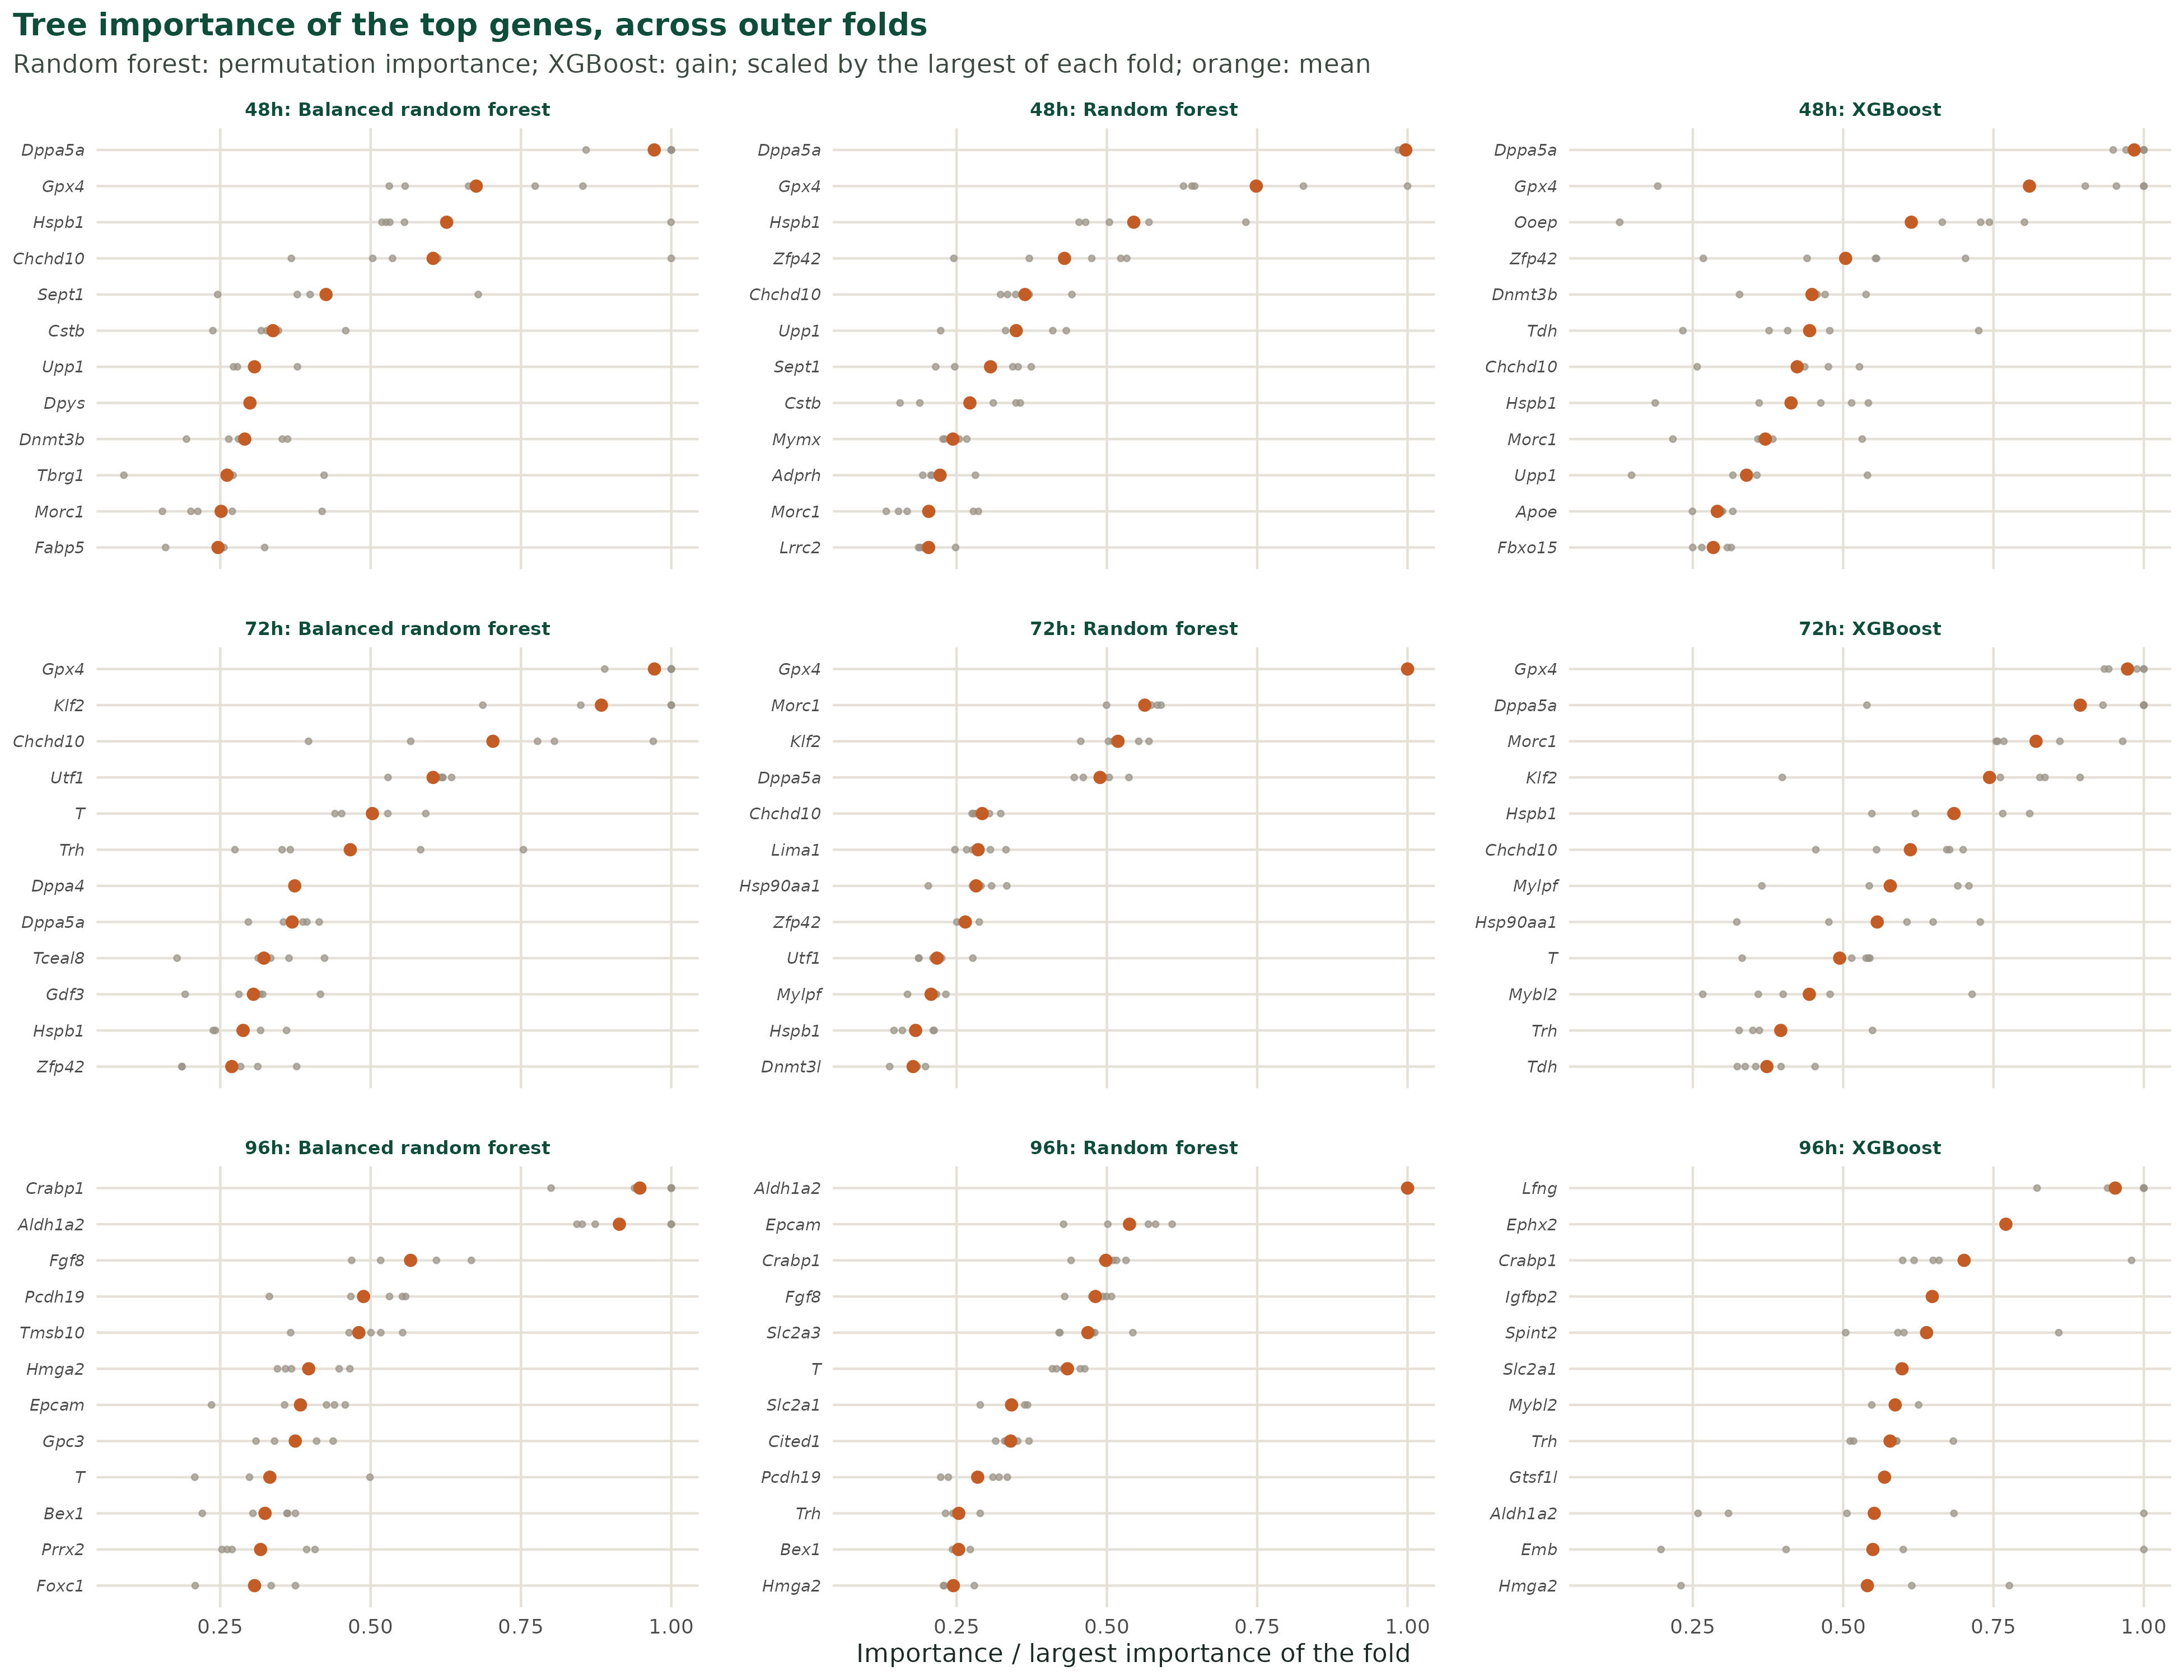 Tree importance of the top genes, across outer folds
Random forest: permutation importance; XGBoost: gain; scaled by the largest of each fold; orange: mean
48h: Balanced random forest
Dppa5a
Gpx4
Hspb1
Chchd10
Sept1
Cstb
Upp1
Dpys
Dnmt3b
Tbrg1
Morc1
Fabp5
48h: Random forest
Dppa5a
Gpx4
Hspb1
Zfp42
Chchd10
Upp1
Sept1
Cstb
Mymx
Adprh
Morc1
Lrrc2
48h: XGBoost
Dppa5a
Gpx4
Ooep
Zfp42
Dnmt3b
Tdh
Chchd10
Hspb1
Morc1
Upp1
Apoe
Fbxo15
72h: Balanced random forest
Gpx4
Klf2
Chchd10
Utf1
T
Trh
Dppa4
Dppa5a
Tceal8
Gdf3
Hspb1
Zfp42
72h: Random forest
Gpx4
Morc1
Klf2
Dppa5a
Chchd10
Lima1
Hsp90aa1
Zfp42
Utf1
Mylpf
Hspb1
Dnmt3l
72h: XGBoost
Gpx4
Dppa5a
Morc1
Klf2
Hspb1
Chchd10
Mylpf
Hsp90aa1
T
Mybl2
Trh
Tdh
96h: Balanced random forest
Crabp1
Aldh1a2
Fgf8
Pcdh19
Tmsb10
Hmga2
Epcam
Gpc3
T
Bex1
Prrx2
Foxc1
0.25 0.50 0.75 1.00
96h: Random forest
Aldh1a2
Epcam
Crabp1
Fgf8
Slc2a3
T
Slc2a1
Cited1
Pcdh19
Trh
Bex1
Hmga2
0.25 0.50 0.75 1.00
96h: XGBoost
Lfng
Ephx2
Crabp1
Igfbp2
Spint2
Slc2a1
Mybl2
Trh
Gtsf1l
Aldh1a2
Emb
Hmga2
0.25 0.50 0.75 1.00
Importance / largest importance of the fold